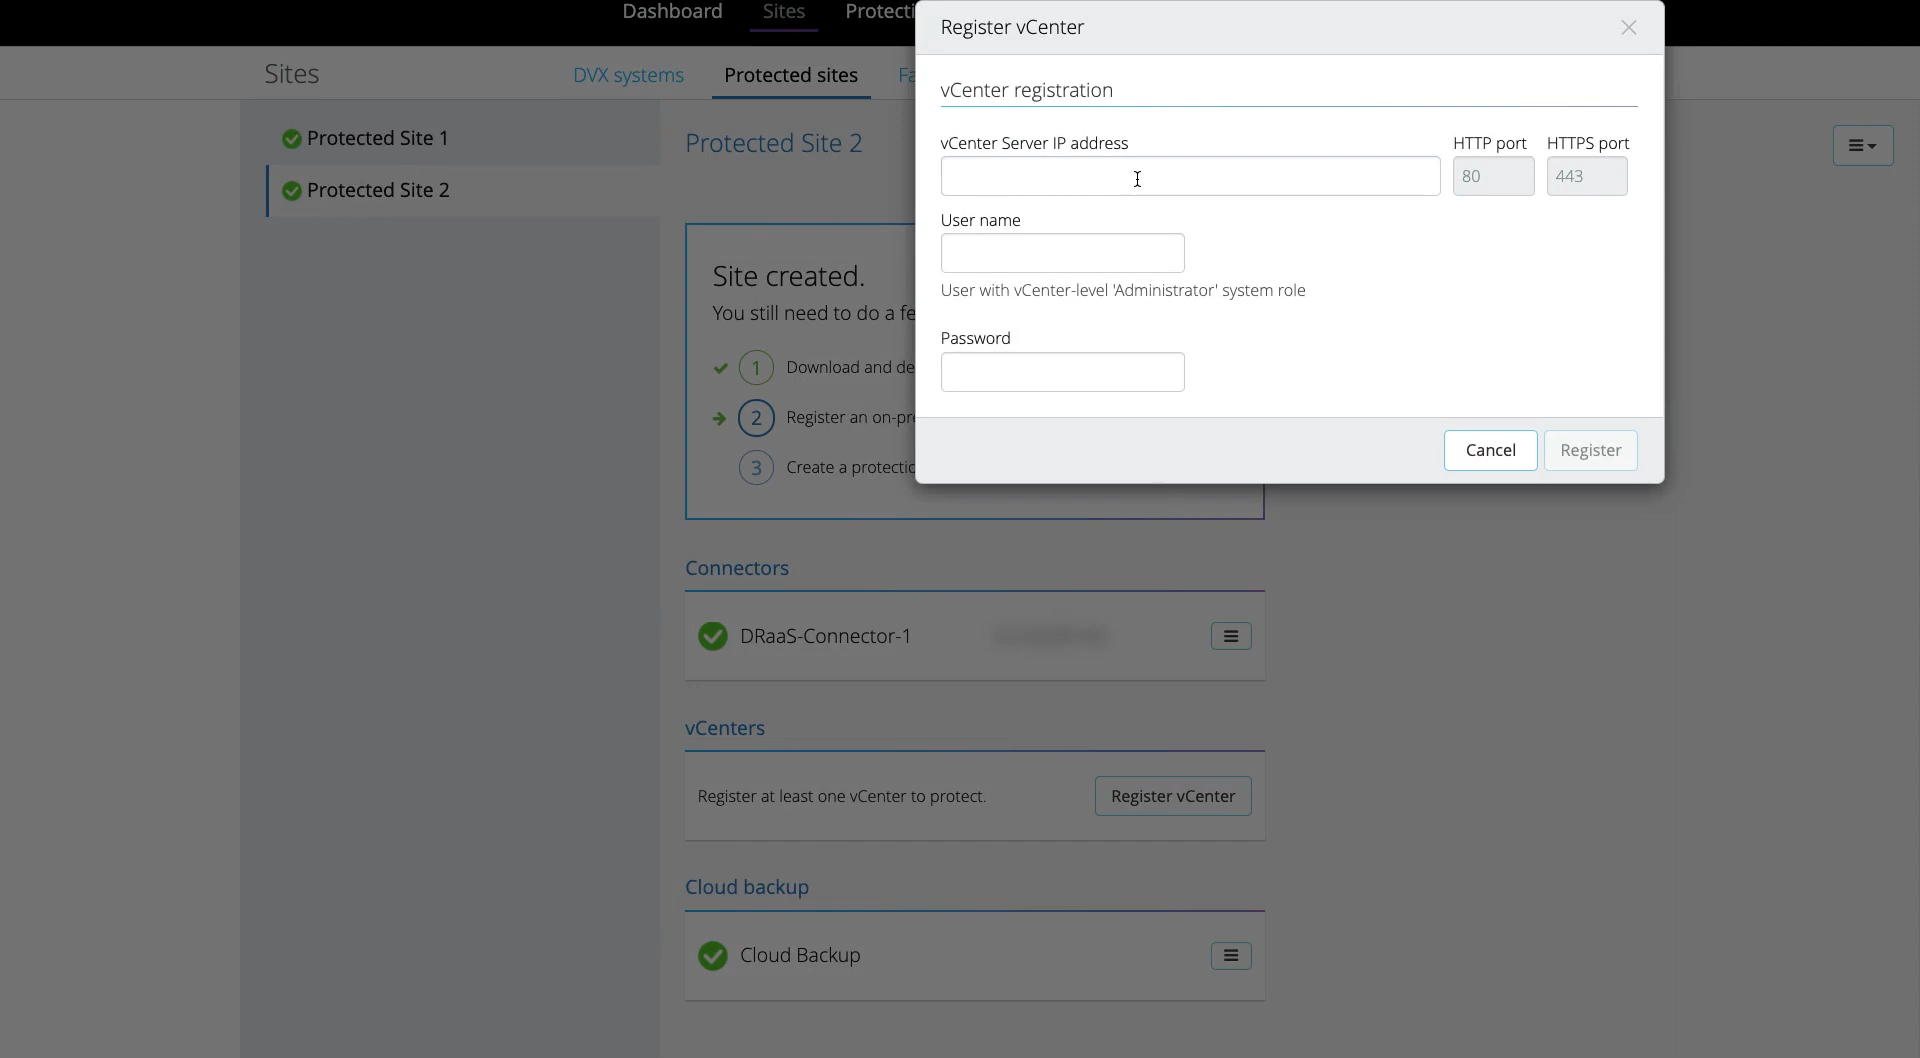 Dashboard Sites Protecti
Register vCenter
Sites DVX systems Protected sites Fa
vCenter registration
Protected Site 1
Protected Site 2
Protected Site 2
vCenter Server IP address HTTP port HTTPS port
80 443
User name
User with vCenter-level 'Administrator' system role
Password
Cancel Register
Site created.
You still need to do a fe
1 Download and de
2 Register an on-pre
3 Create a protectio
Connectors
DRaaS-Connector-1
vCenters
Register at least one vCenter to protect. Register vCenter
Cloud backup
Cloud Backup